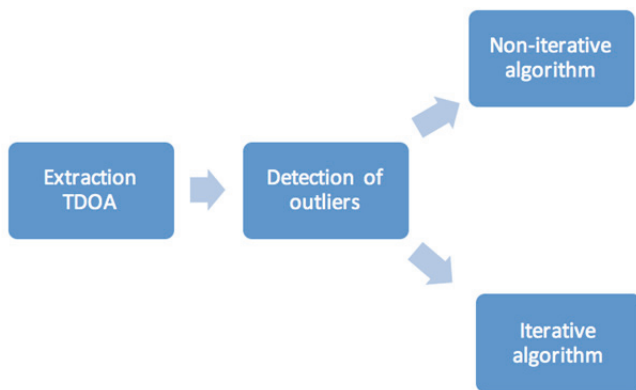 Non-iterative
algorithm
Extraction
TDOA
Detection of
outliers
Iterative
algorithm